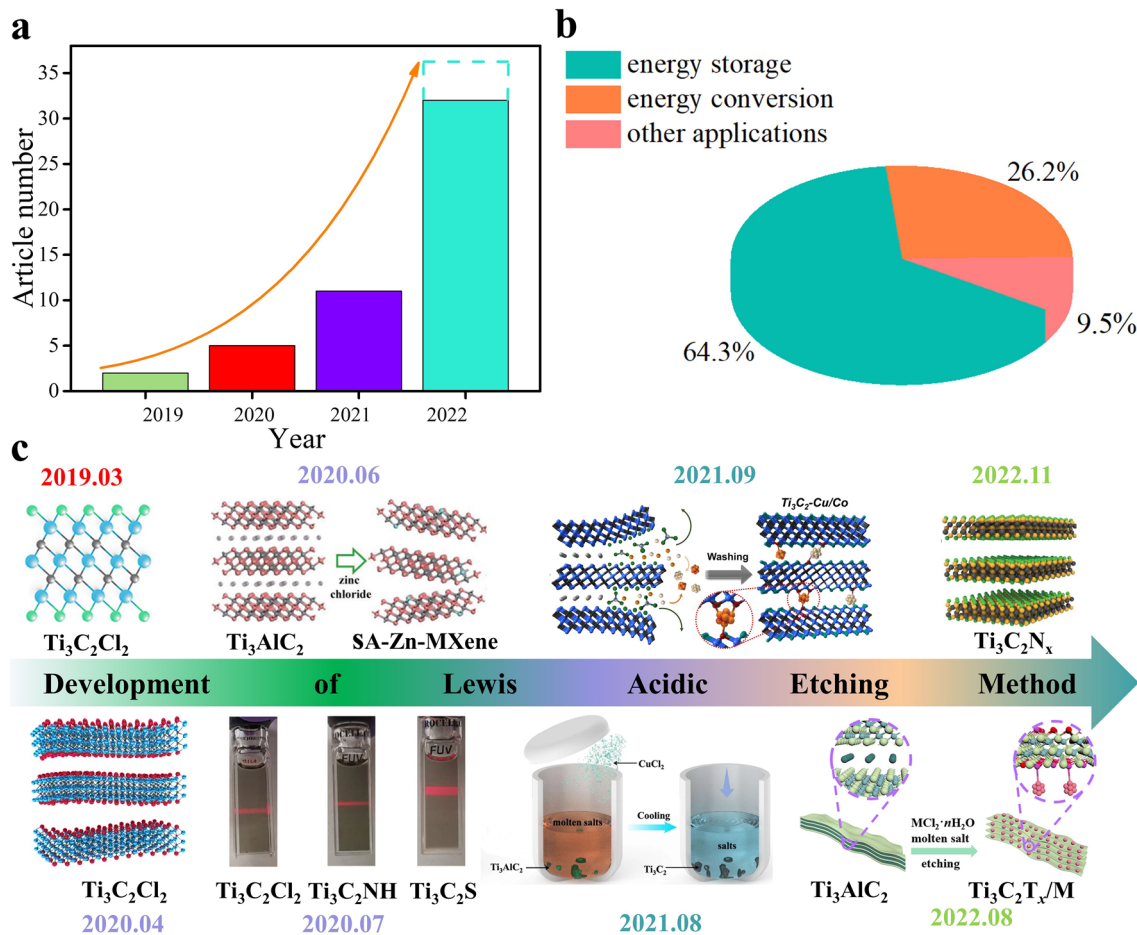 a
35
30
25
20
15
10
5
0
Article number
2019
2020
2021
2022
Year
b
energy storage
energy conversion
other applications
26.2%
9.5%
64.3%
c
2019.03
2020.06
2021.09
2022.11
Ti₃C₂-Cu/Co
Washing
zinc
chloride
Ti₃C₂Cl₂
Ti₃AlC₂
SA-Zn-MXene
Ti₃C₂Nₓ
Development of Lewis Acidic Etching Method
FUV
FUV
CuCl₂
molten salts
Cooling
salts
Ti₃AlC₂
Ti₃C₂
MCl₂·nH₂O
molten salt
etching
Ti₃C₂Cl₂
Ti₃C₂Cl₂
Ti₃C₂NH
Ti₃C₂S
Ti₃AlC₂
Ti₃C₂Tₓ/M
2020.04
2020.07
2021.08
2022.08